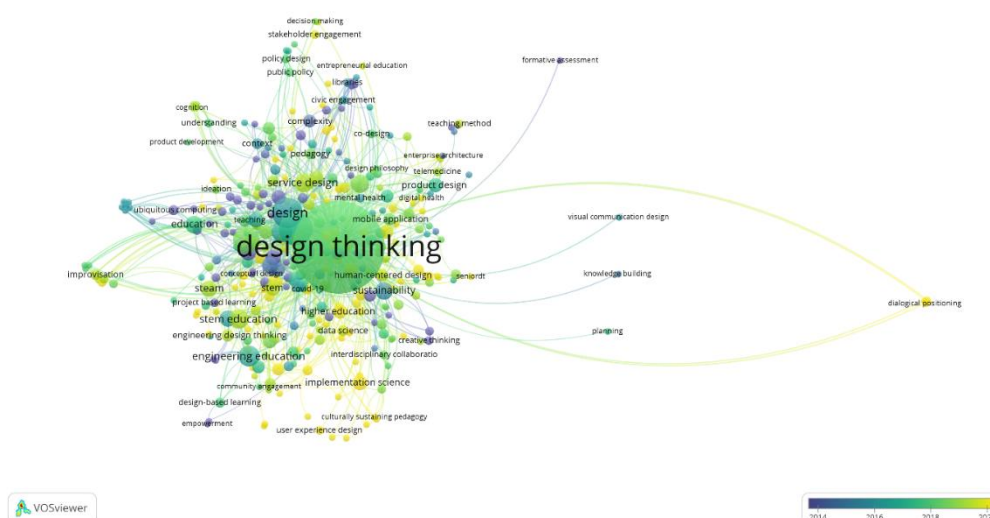 decision making
stakeholder engagement
policy design
public policy
entrepreneurial education
formative assessment
libraries
civic engagement
cognition
understanding
complexity
teaching method
co-design
product development
context
pedagogy
enterprise architecture
design philosophy
telemedicine
service design
product design
ideation
mental health
digital health
ubiquitous computing
design
teaching
mobile application
visual communication design
education
design thinking
improvisation
conceptual design
human-centered design
seniordt
knowledge building
steam
stem
covid-19
sustainability
project based learning
higher education
dialogical positioning
stem education
data science
planning
engineering design thinking
creative thinking
engineering education
interdisciplinary collaboratio
community engagement
implementation science
design-based learning
culturally sustaining pedagogy
empowerment
user experience design
VOSviewer
2014 2016 2018